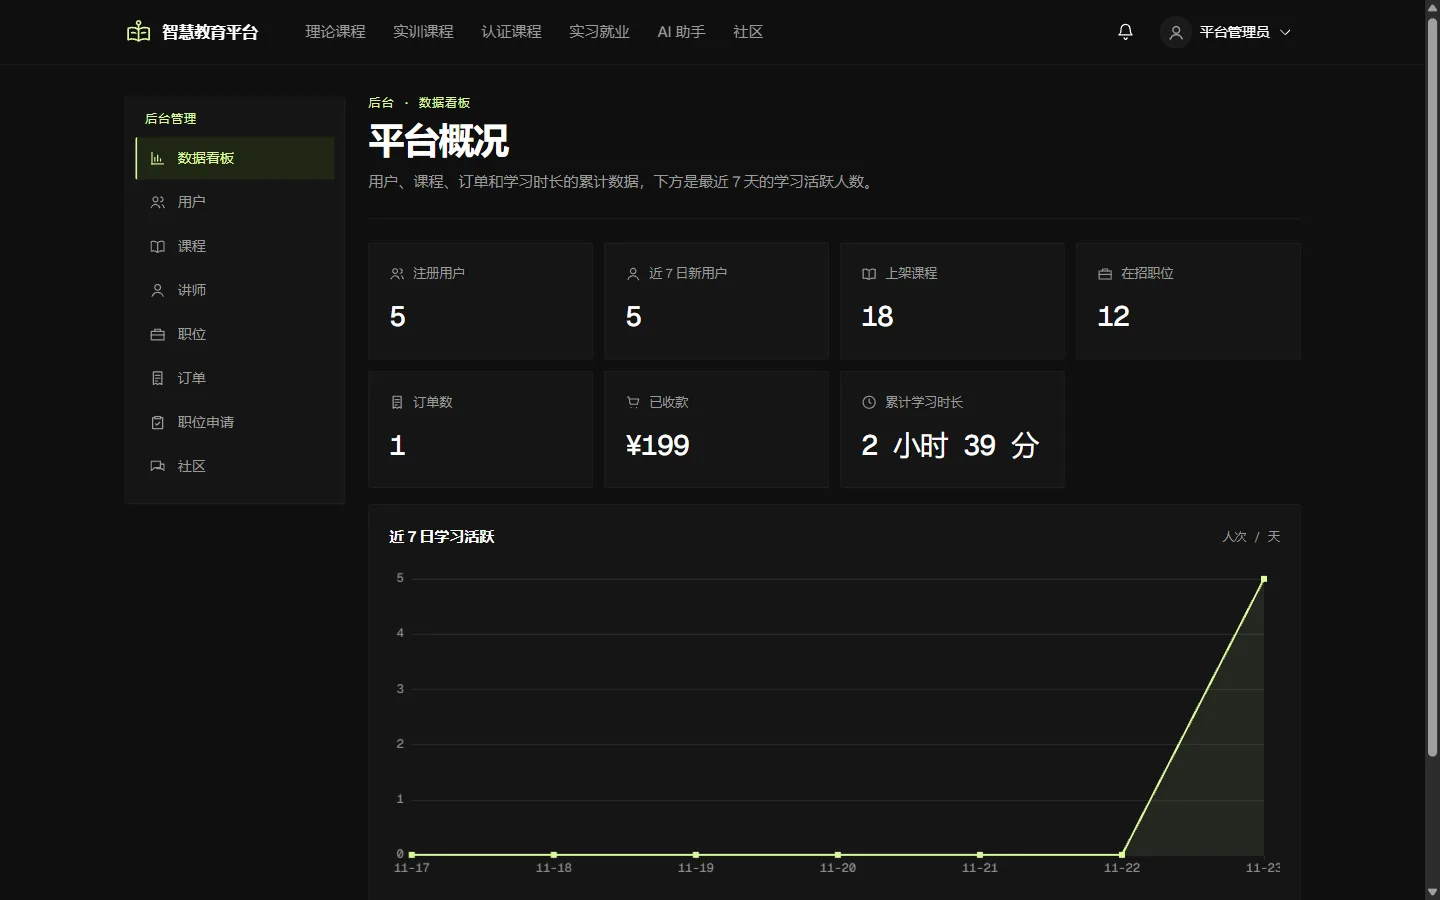 智慧教育平台 理论课程 实训课程 认证课程 实习就业 AI 助手 社区 平台管理员
后台管理
数据看板
用户
课程
讲师
职位
订单
职位申请
社区
后台 · 数据看板
平台概况
用户、课程、订单和学习时长的累计数据，下方是最近 7 天的学习活跃人数。
注册用户
5
近 7 日新用户
5
上架课程
18
在招职位
12
订单数
1
已收款
¥199
累计学习时长
2 小时 39 分
近 7 日学习活跃
人次 / 天
5
4
3
2
1
0
11-17 11-18 11-19 11-20 11-21 11-22 11-23